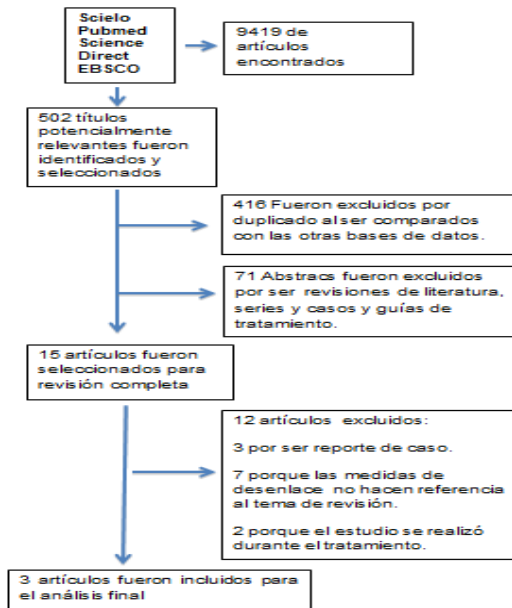 Scielo
Pubmed
Science
Direct
EBSCO
9419 de
artículos
encontrados
502 títulos
potencialmente
relevantes fueron
identificados y
seleccionados
416 Fueron excluidos por
duplicado al ser comparados
con las otras bases de datos.
71 Abstracs fueron excluidos
por ser revisiones de literatura,
series y casos y guías de
tratamiento.
15 artículos fueron
seleccionados para
revisión completa
12 artículos excluidos:
3 por ser reporte de caso.
7 porque las medidas de
desenlace no hacen referencia
al tema de revisión.
2 porque el estudio se realizó
durante el tratamiento.
3 artículos fueron incluidos para
el análisis final